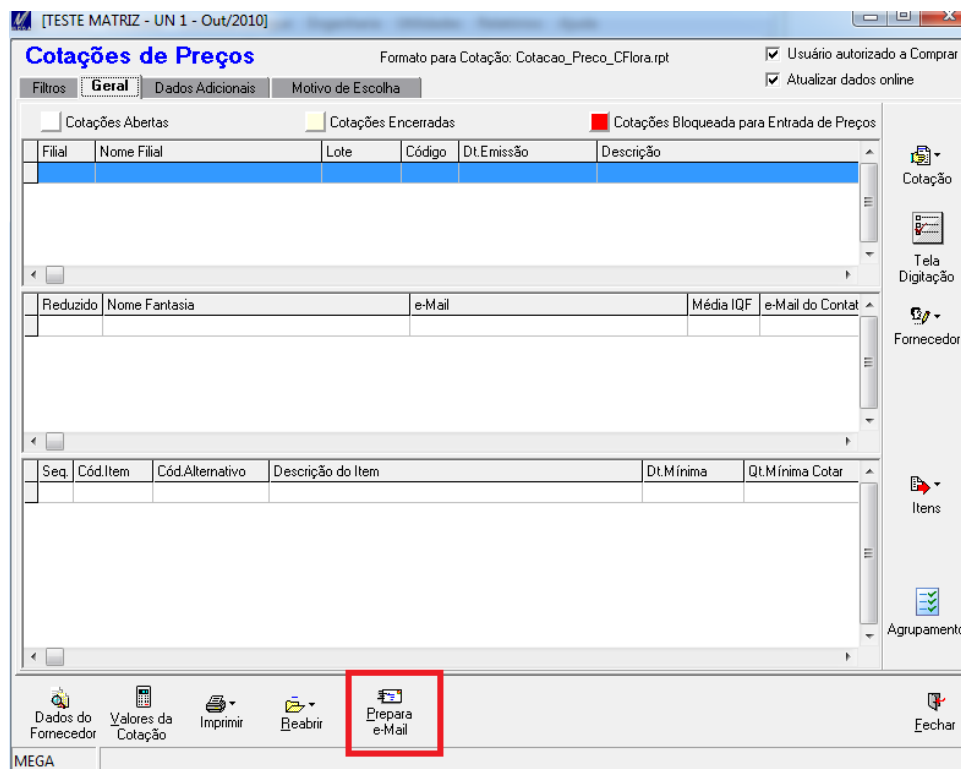 [TESTE MATRIZ - UN 1 - Out/2010]
Cotações de Preços
Formato para Cotação: Cotacao_Preco_CFlora.rpt
Usuário autorizado a Comprar
Atualizar dados online
Filtros Geral Dados Adicionais Motivo de Escolha
Cotações Abertas Cotações Encerradas Cotações Bloqueada para Entrada de Preços
Filial Nome Filial Lote Código Dt.Emissão Descrição
Cotação
Tela
Digitação
Reduzido Nome Fantasia e-Mail Média IQF e-Mail do Contat
Fornecedor
Seq. Cód.Item Cód.Alternativo Descrição do Item Dt.Mínima Qt.Mínima Cotar
Itens
Agrupamento
Dados do
Fornecedor
Valores da
Cotação
Imprimir
Reabrir
Prepara
e-Mail
Fechar
MEGA